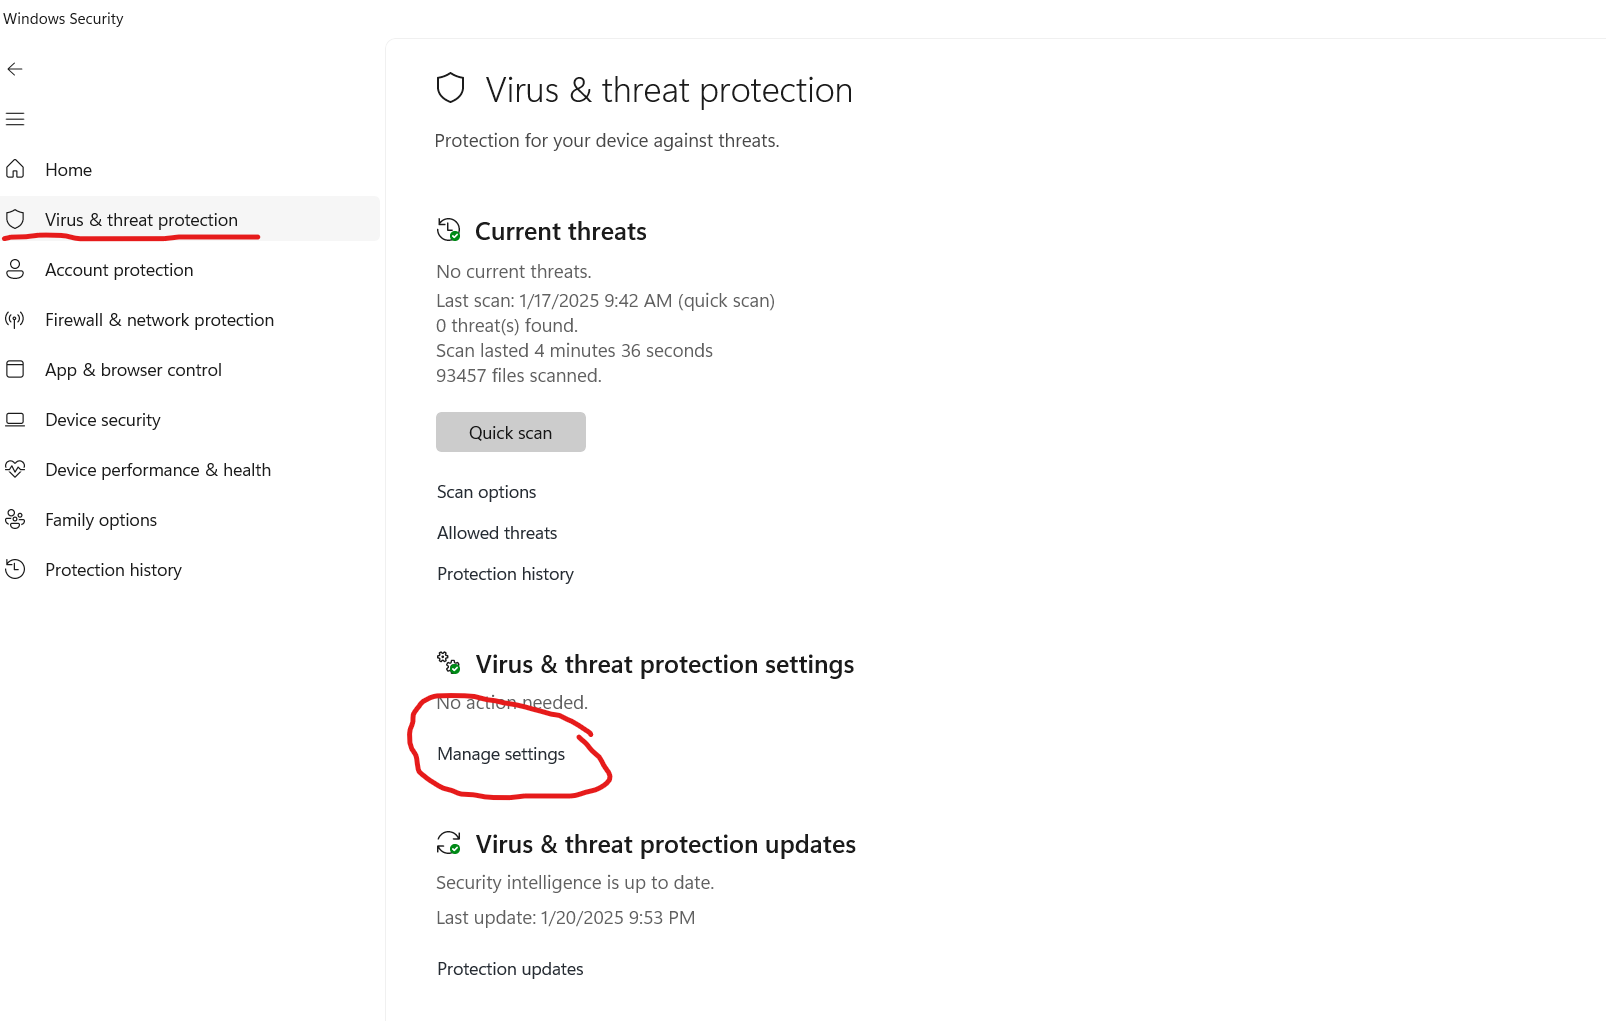 Windows Security
Home
Virus & threat protection
Account protection
Firewall & network protection
App & browser control
Device security
Device performance & health
Family options
Protection history
Virus & threat protection
Protection for your device against threats.
Current threats
No current threats.
Last scan: 1/17/2025 9:42 AM (quick scan)
0 threat(s) found.
Scan lasted 4 minutes 36 seconds
93457 files scanned.
Quick scan
Scan options
Allowed threats
Protection history
Virus & threat protection settings
No action needed.
Manage settings
Virus & threat protection updates
Security intelligence is up to date.
Last update: 1/20/2025 9:53 PM
Protection updates